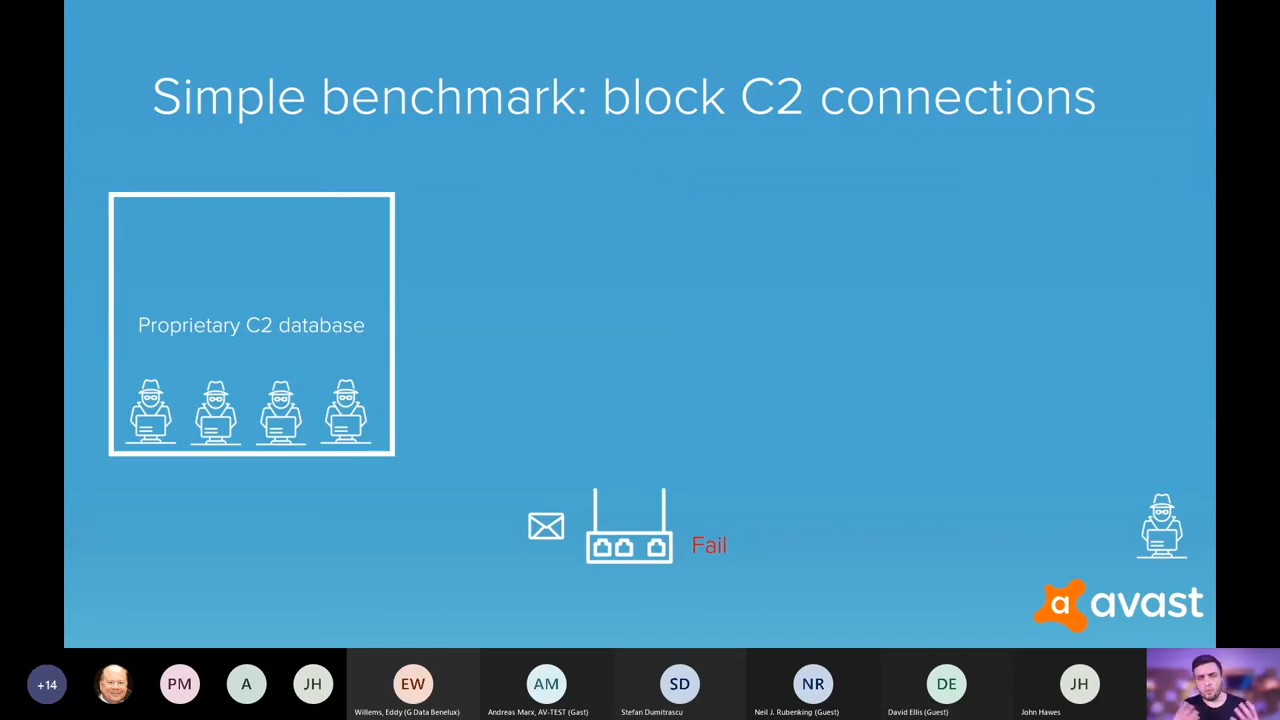 Simple benchmark: block C2 connections
Proprietary C2 database
Fail
a avast
+14
PM
A
JH
EW
AM
SD
NR
DE
JH
Willems, Eddy (G Data Benelux)
Andreas Marx, AV-TEST (Gast)
Stefan Dumitrascu
Neil J. Rubenking (Guest)
David Ellis (Guest)
John Hawes